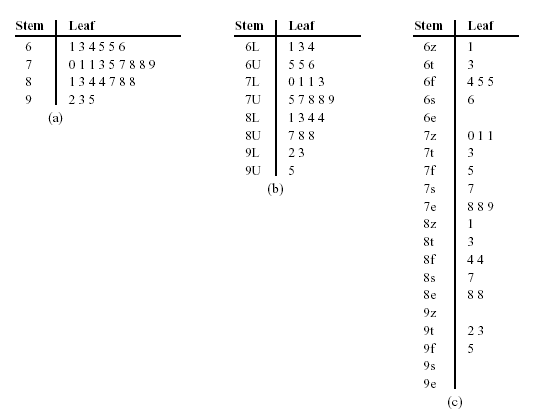 Stem Leaf
6 1 3 4 5 5 6
7 0 1 1 3 5 7 8 8 9
8 1 3 4 4 7 8 8
9 2 3 5
(a)
Stem Leaf
6L 1 3 4
6U 5 5 6
7L 0 1 1 3
7U 5 7 8 8 9
8L 1 3 4 4
8U 7 8 8
9L 2 3
9U 5
(b)
Stem Leaf
6z 1
6t 3
6f 4 5 5
6s 6
6e
7z 0 1 1
7t 3
7f 5
7s 7
7e 8 8 9
8z 1
8t 3
8f 4 4
8s 7
8e 8 8
9z
9t 2 3
9f 5
9s
9e
(c)